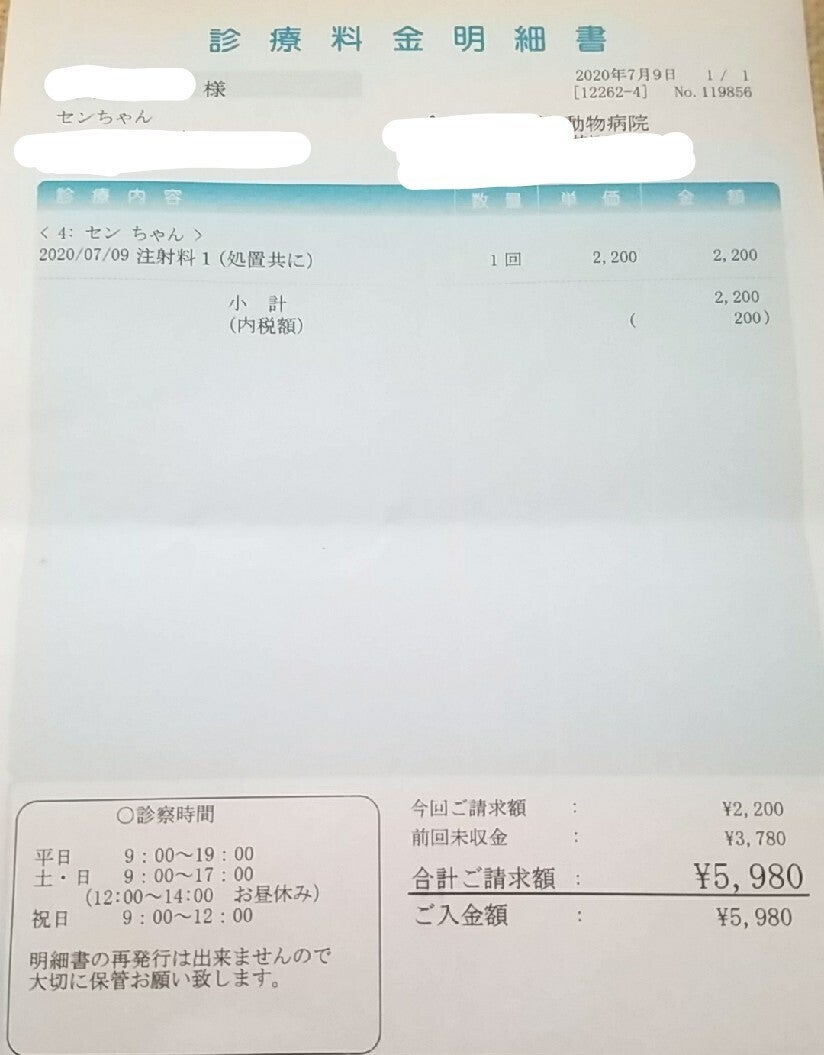 診療料金明細書
様
2020年7月9日 1/ 1
[12262-4] No. 119856
センちゃん
動物病院
診療内容 数量 単価 金額
< 4: セン ちゃん >
2020/07/09 注射料1(処置共に) 1回 2,200 2,200
小 計 2,200
(内税額) ( 200)
○診察時間
平日 9:00～19:00
土・日 9:00～17:00
(12:00～14:00 お昼休み)
祝日 9:00～12:00
明細書の再発行は出来ませんので
大切に保管お願い致します。
今回ご請求額 : ¥2,200
前回未収金 : ¥3,780
合計ご請求額 : ¥5,980
ご入金額 : ¥5,980